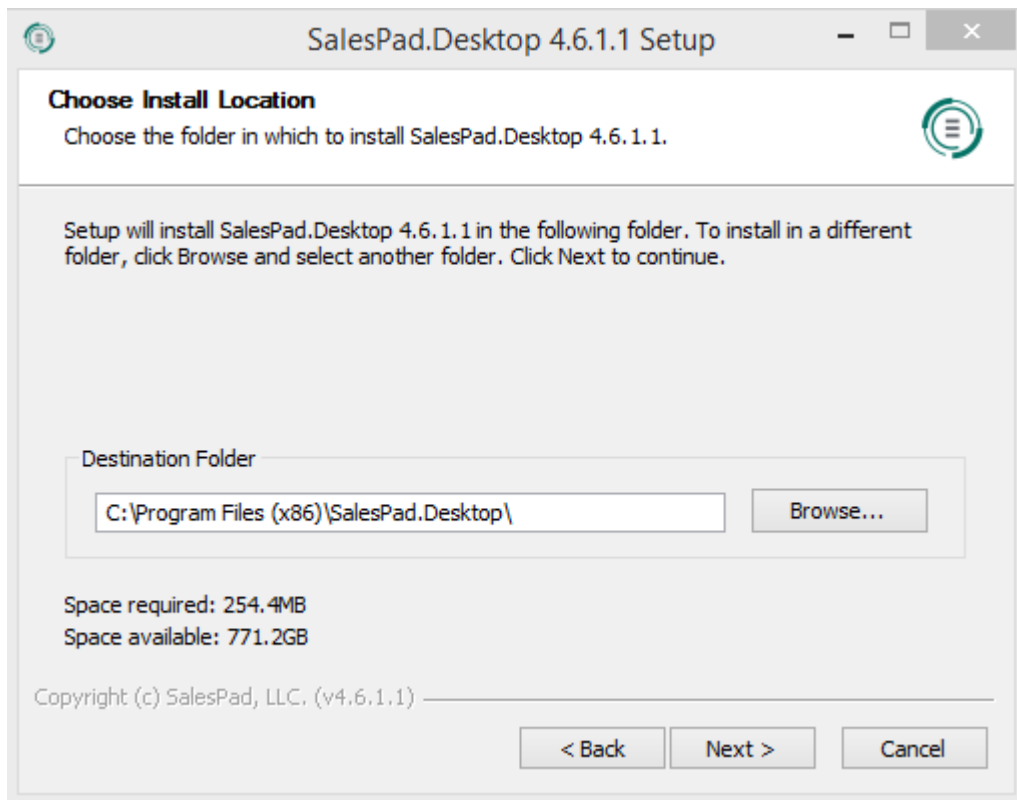 SalesPad.Desktop 4.6.1.1 Setup
Choose Install Location
Choose the folder in which to install SalesPad.Desktop 4.6.1.1.
Setup will install SalesPad.Desktop 4.6.1.1 in the following folder. To install in a different
folder, click Browse and select another folder. Click Next to continue.
Destination Folder
C:\Program Files (x86)\SalesPad.Desktop\
Browse...
Space required: 254.4MB
Space available: 771.2GB
Copyright (c) SalesPad, LLC. (v4.6.1.1)
< Back
Next >
Cancel